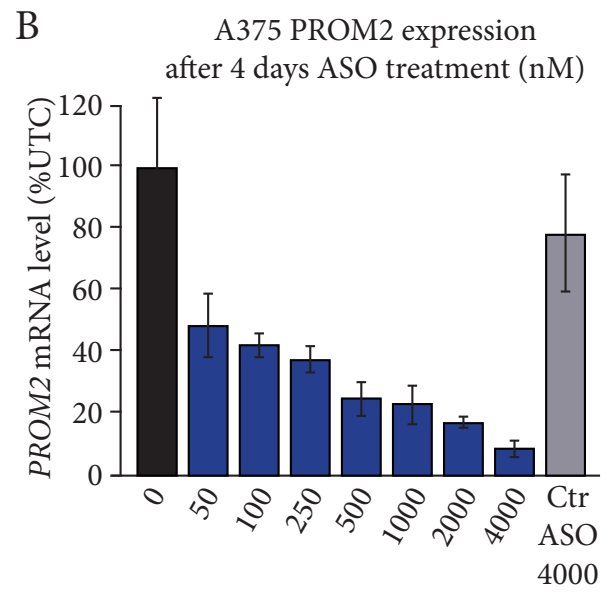 B
A375 PROM2 expression
after 4 days ASO treatment (nM)
PROM2 mRNA level (%UTC)
120
100
80
60
40
20
0
0
50
100
250
500
1000
2000
4000
Ctr
ASO
4000